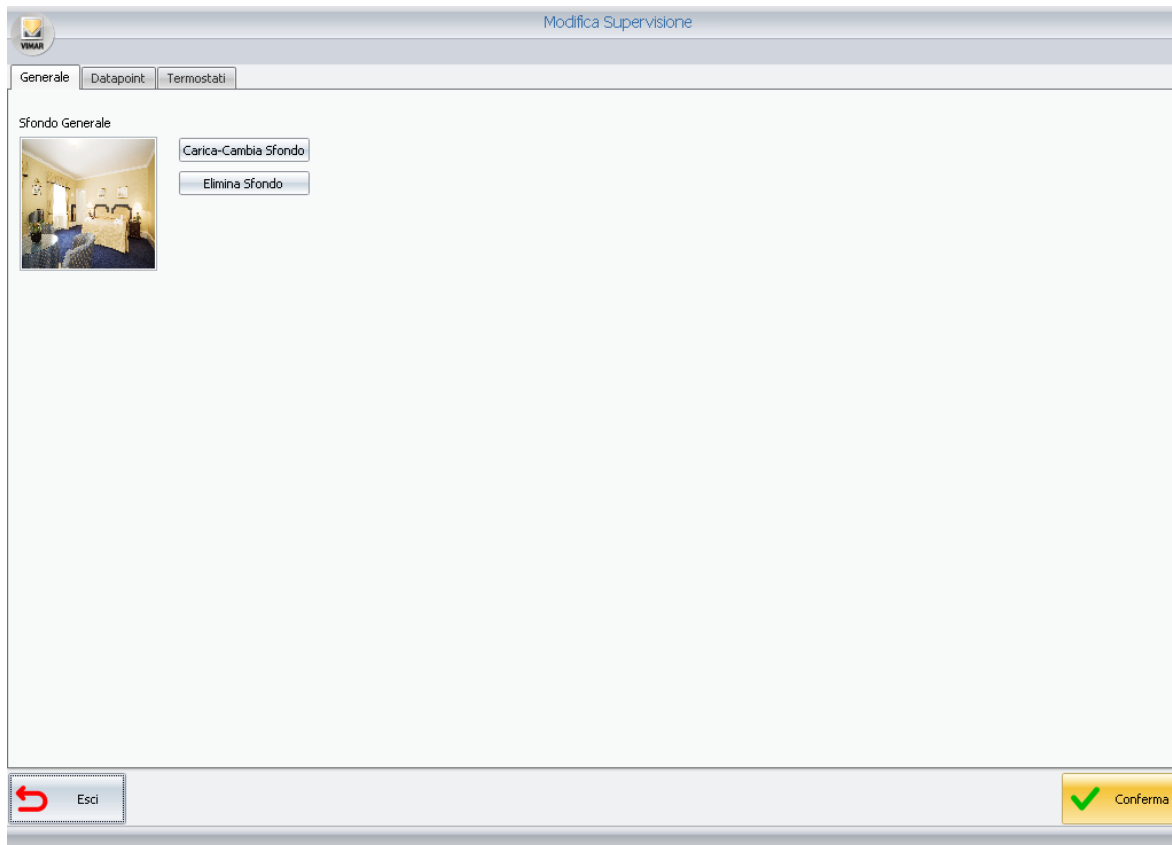 Modifica Supervisione
VIMAR
Generale Datapoint Termostati
Sfondo Generale
Carica-Cambia Sfondo
Elimina Sfondo
Esci
Conferma